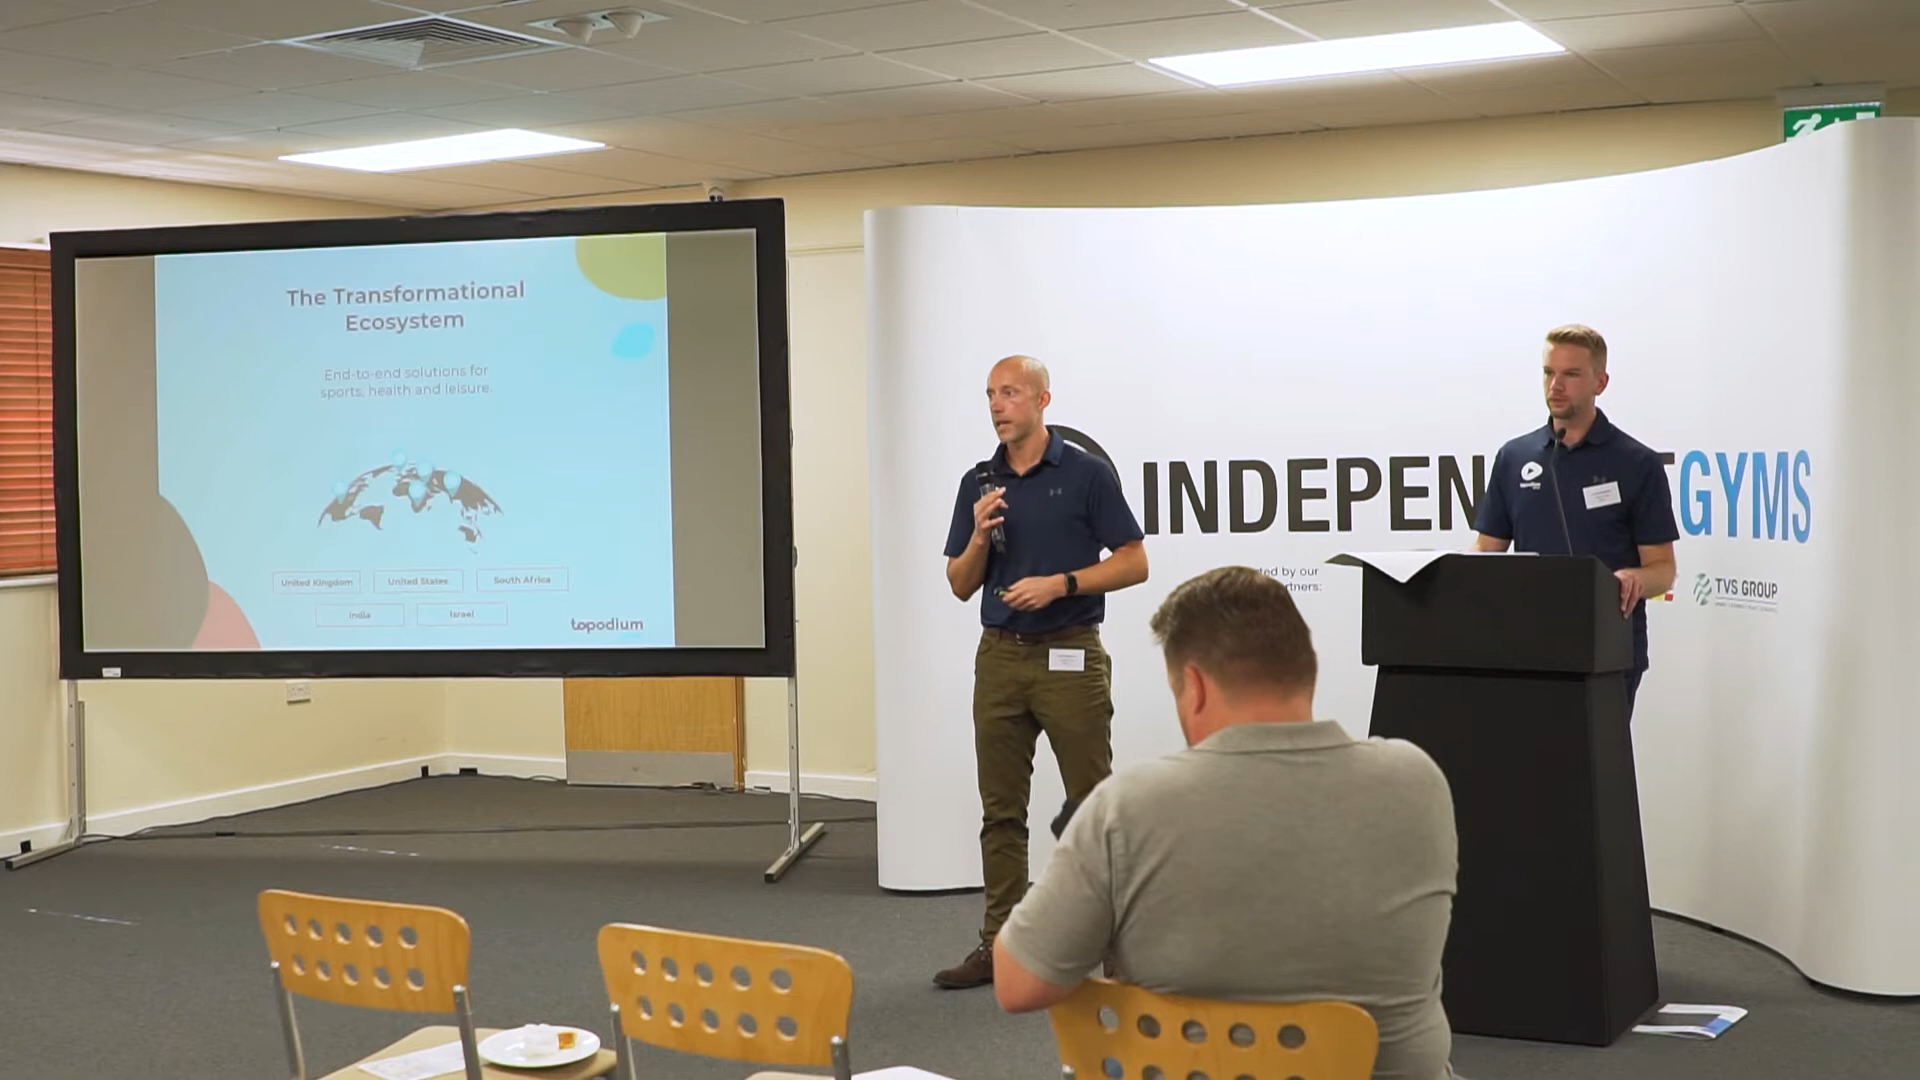 The Transformational
Ecosystem
End-to-end solutions for
sports, health and leisure.
United Kingdom
United States
South Africa
India
Israel
topodium
INDEPEN
GYMS
ted by our
rtners:
TVS GROUP
topodium